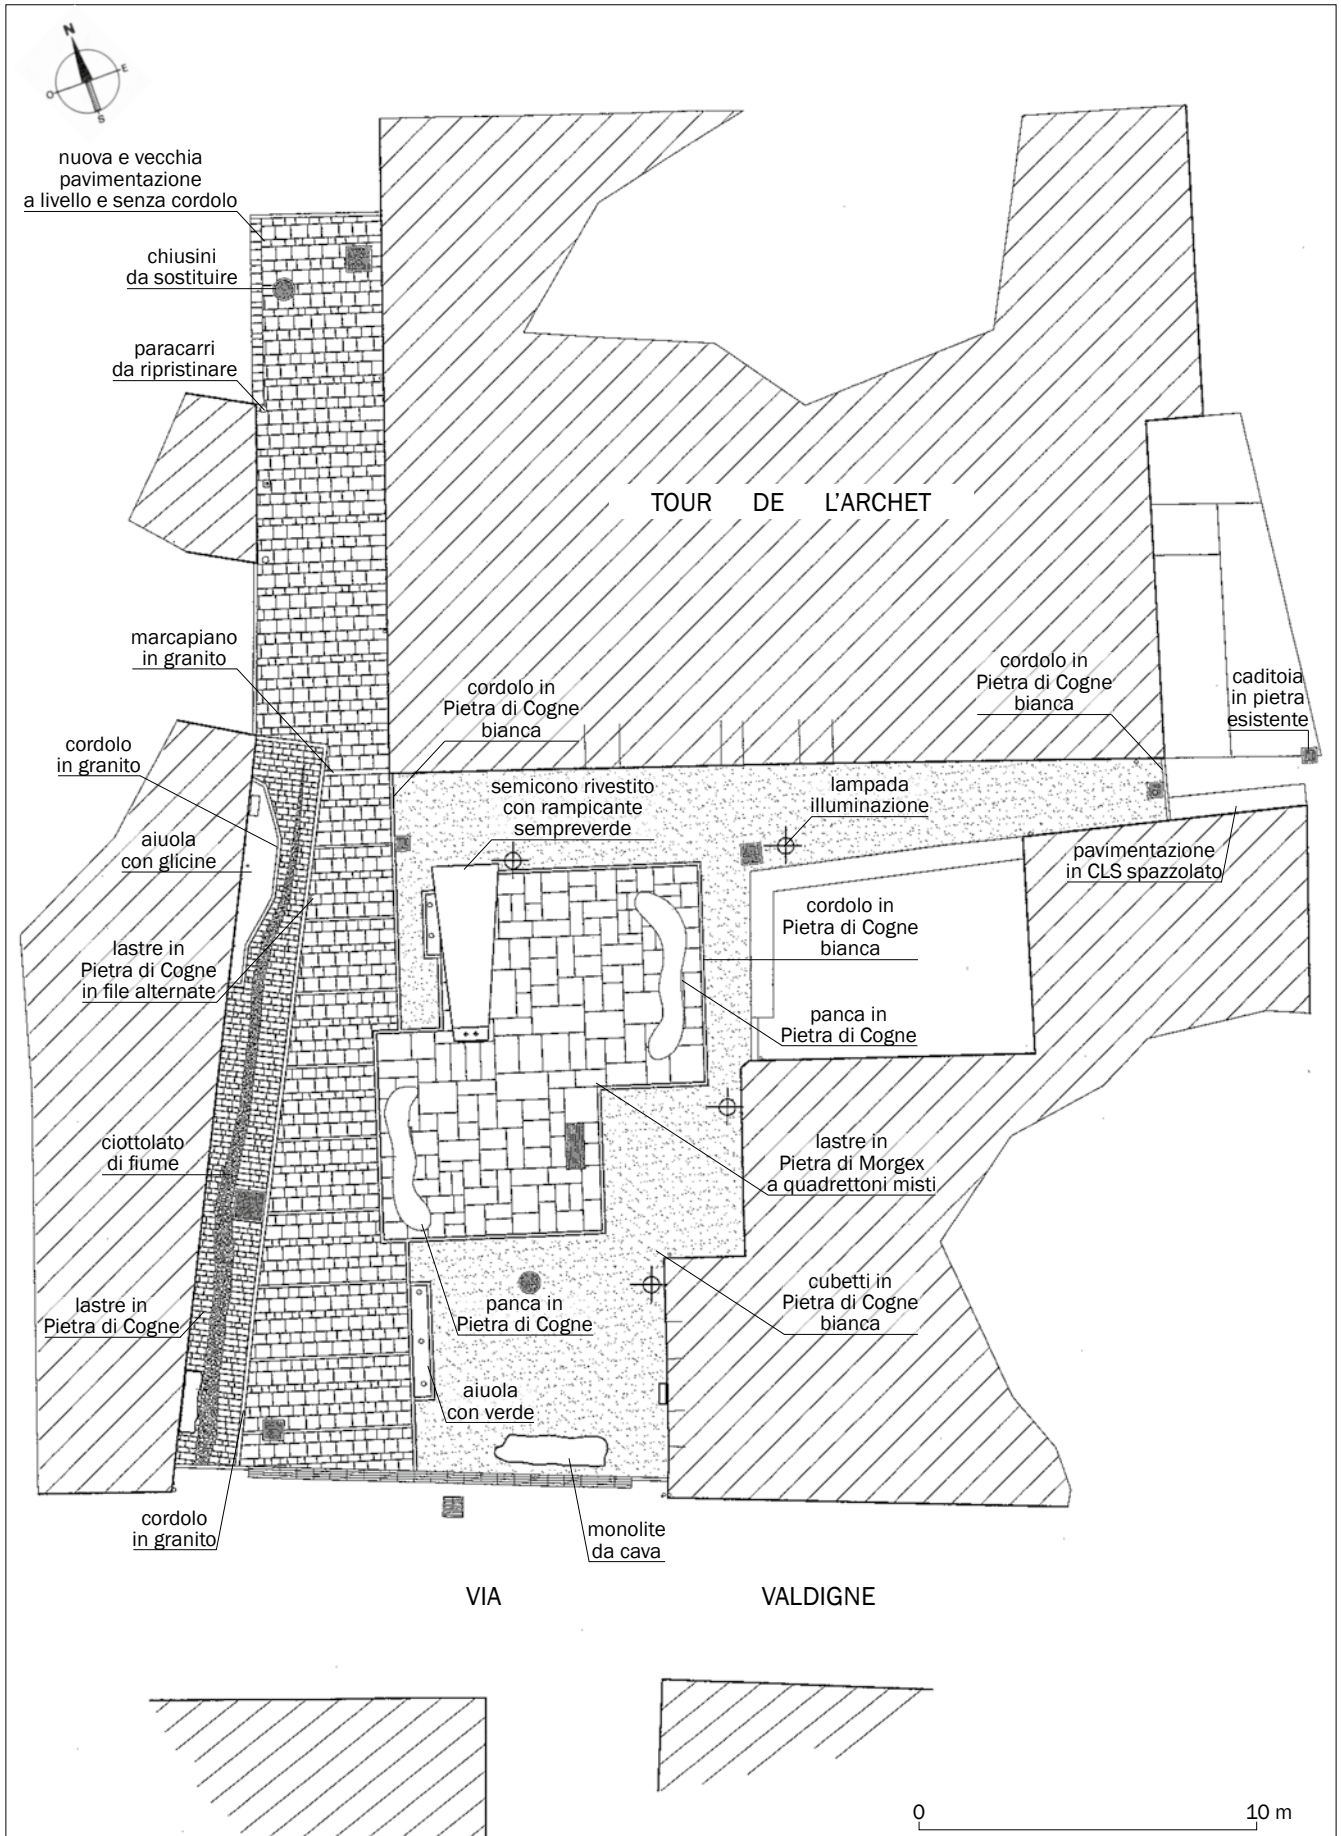 N
E
O
S
nuova e vecchia
pavimentazione
a livello e senza cordolo
chiusini
da sostituire
paracarri
da ripristinare
TOUR DE L'ARCHET
marcapiano
in granito
cordolo in
Pietra di Cogne
bianca
cordolo in
Pietra di Cogne
bianca
caditoia
in pietra
esistente
cordolo
in granito
semicono rivestito
con rampicante
sempreverde
lampada
illuminazione
aiuola
con glicine
pavimentazione
in CLS spazzolato
cordolo in
Pietra di Cogne
bianca
lastre in
Pietra di Cogne
in file alternate
panca in
Pietra di Cogne
ciottolato
di fiume
lastre in
Pietra di Morgex
a quadrettoni misti
lastre in
Pietra di Cogne
panca in
Pietra di Cogne
cubetti in
Pietra di Cogne
bianca
aiuola
con verde
cordolo
in granito
monolite
da cava
VIA VALDIGNE
0 10 m